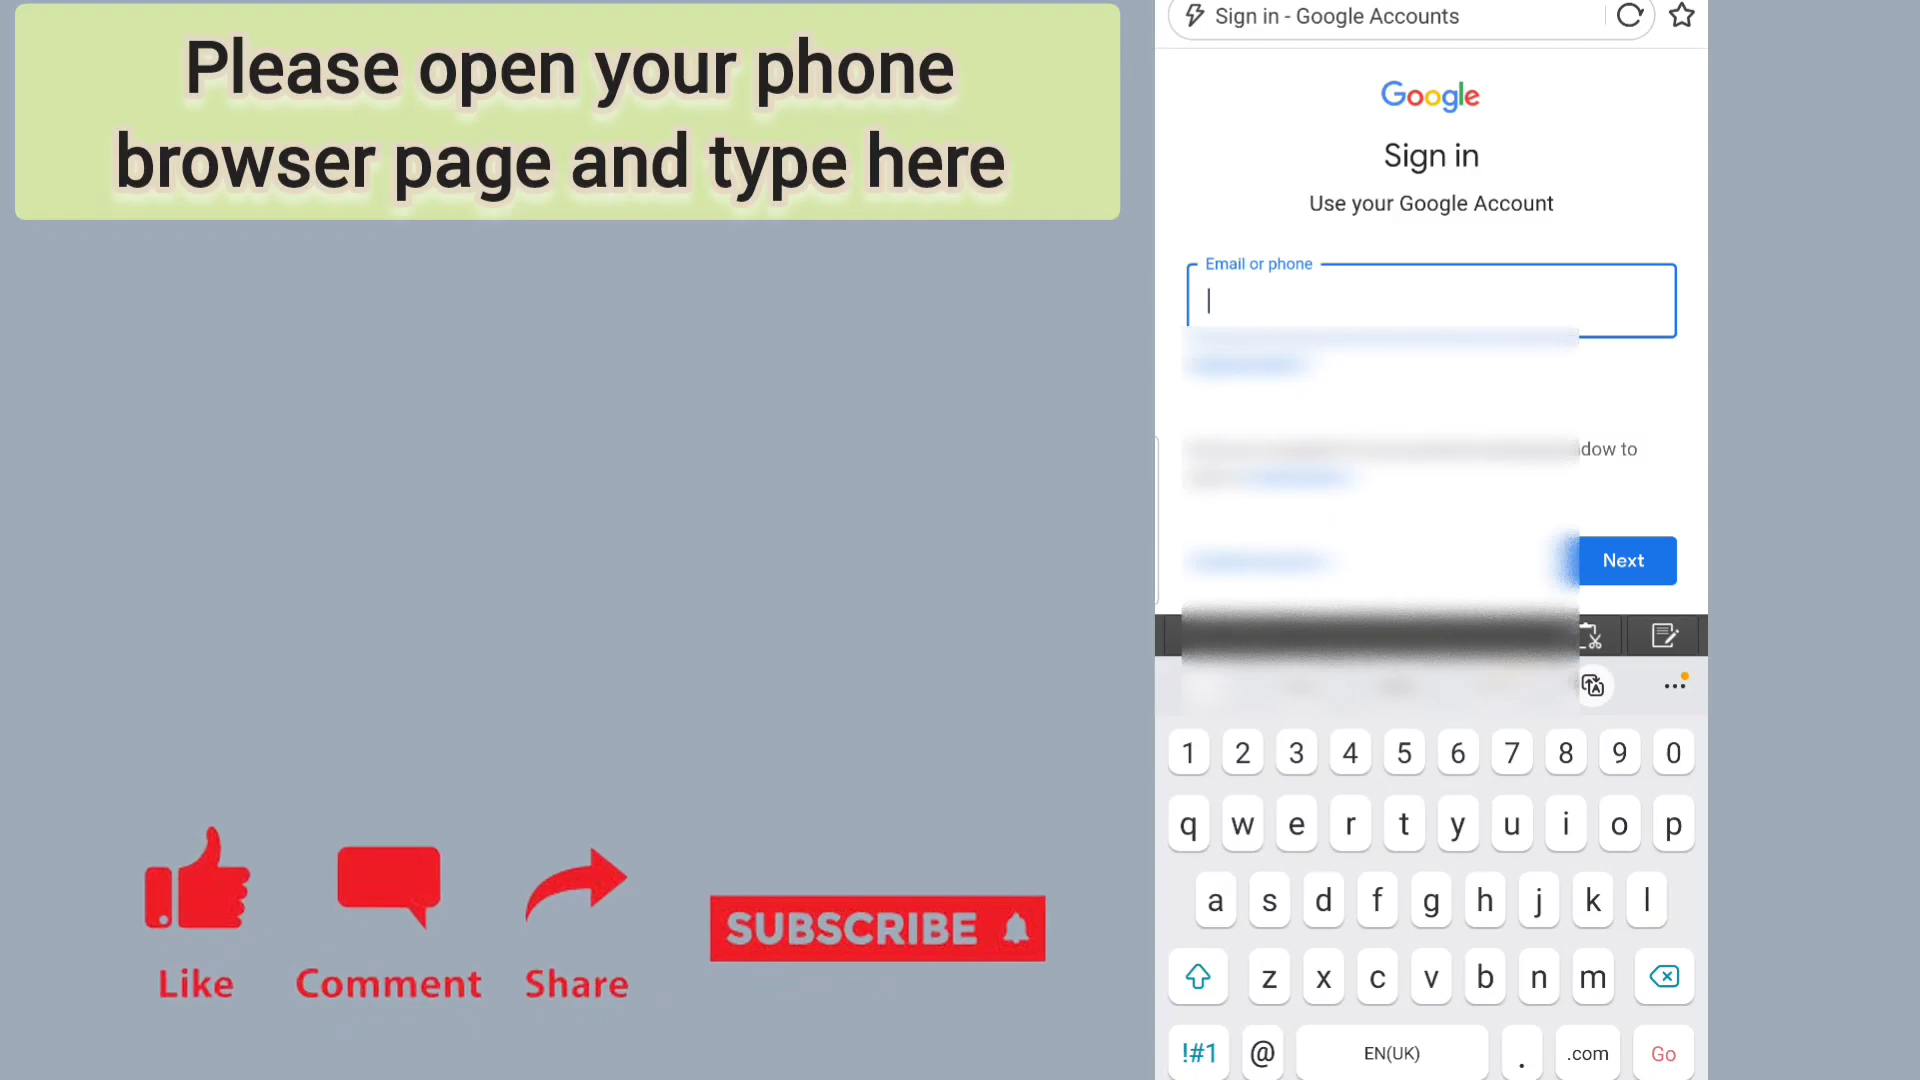 Please open your phone
browser page and type here
Like
Comment
Share
SUBSCRIBE
Sign in - Google Accounts
Google
Sign in
Use your Google Account
Email or phone
dow to
Next
1 2 3 4 5 6 7 8 9 0
q w e r t y u i o p
a s d f g h j k l
z x c v b n m
!#1 @ EN(UK) . .com Go